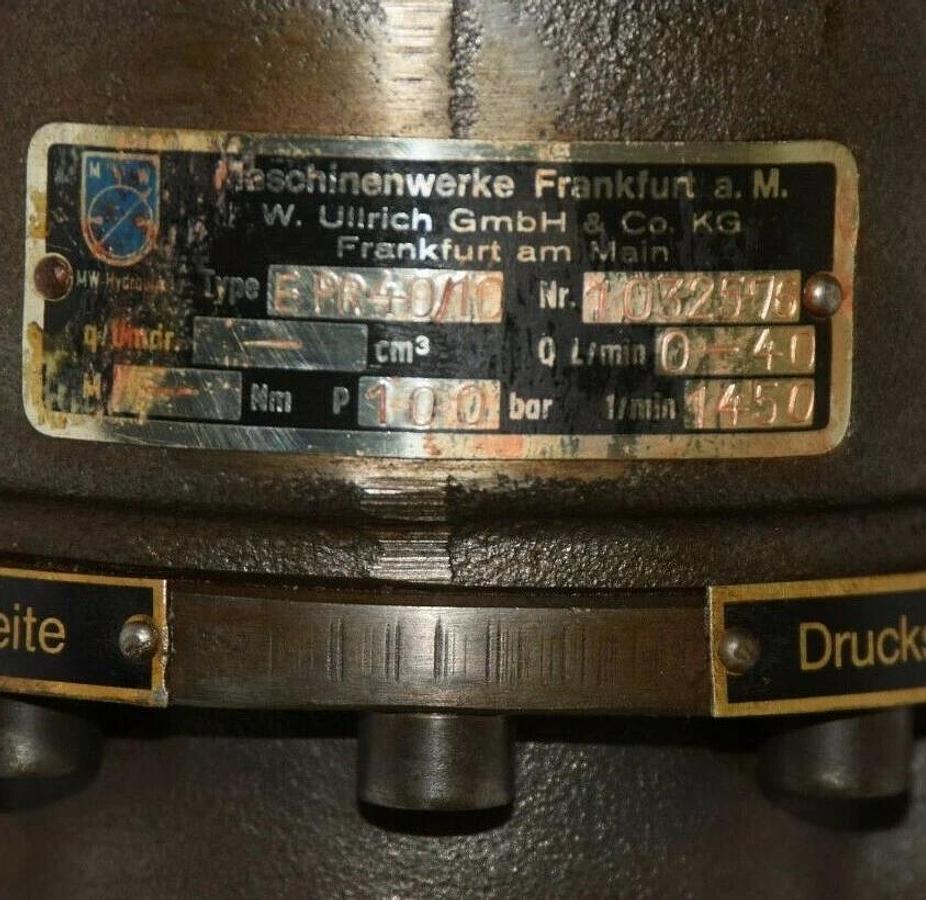 M W
Maschinenwerke Frankfurt a. M.
W. Ullrich GmbH & Co. KG
Frankfurt am Main
MW-Hydraulik Type E PR 40/10 Nr. 1032576
q/Umdr. — cm³ Q L/min 0-40
M — Nm P 100 bar 1/min 1450
eite Drucks